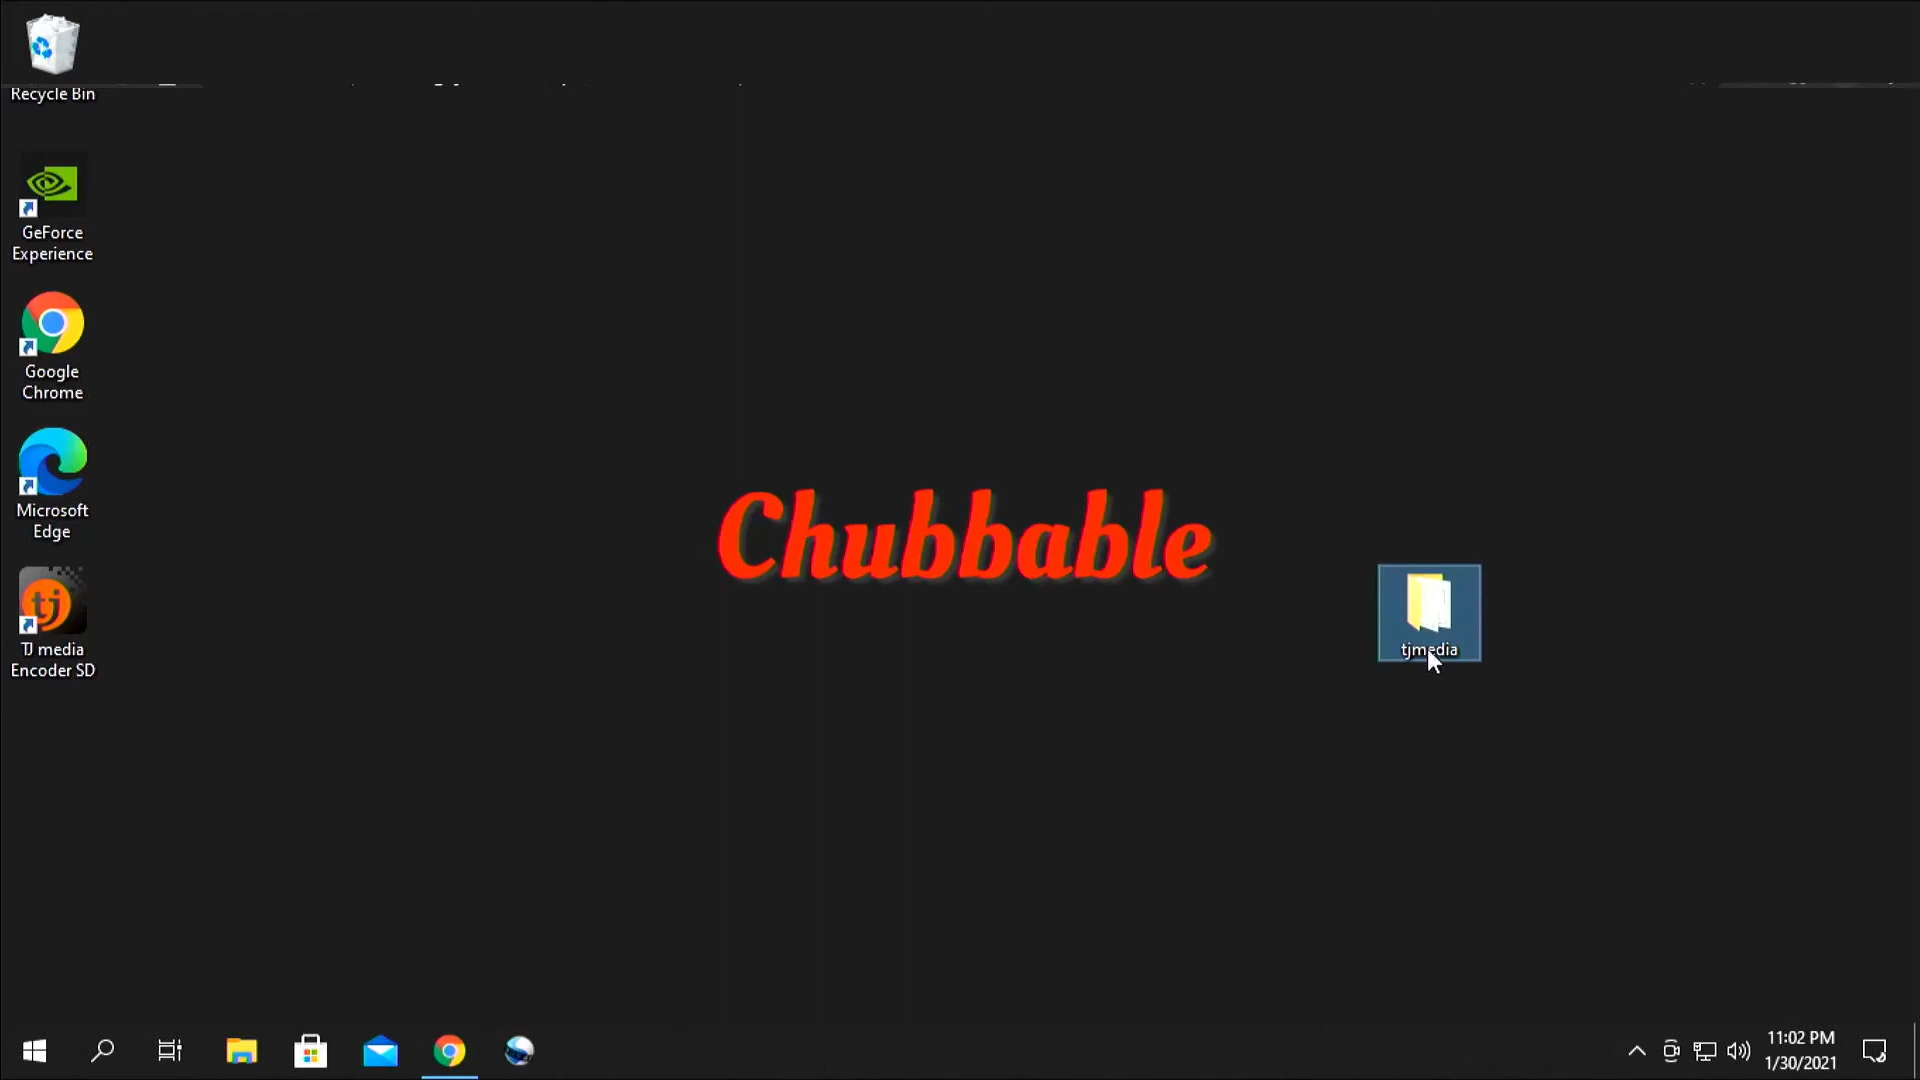 Recycle Bin
GeForce
Experience
Google
Chrome
Microsoft
Edge
tj
TJ media
Encoder SD
Chubbable
tjmedia
11:02 PM
1/30/2021